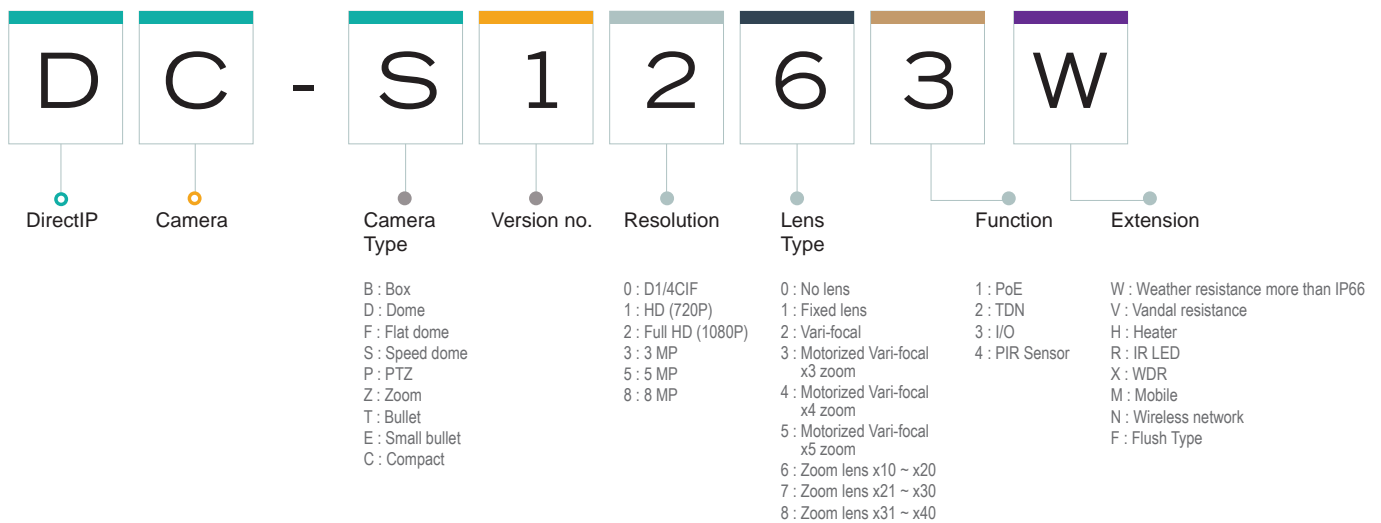 DC-S1263W
DirectIP
Camera
Camera
Type
Version no.
Resolution
Lens
Type
Function
Extension
B : Box
D : Dome
F : Flat dome
S : Speed dome
P : PTZ
Z : Zoom
T : Bullet
E : Small bullet
C : Compact
0 : D1/4CIF
1 : HD (720P)
2 : Full HD (1080P)
3 : 3 MP
5 : 5 MP
8 : 8 MP
0 : No lens
1 : Fixed lens
2 : Vari-focal
3 : Motorized Vari-focal
x3 zoom
4 : Motorized Vari-focal
x4 zoom
5 : Motorized Vari-focal
x5 zoom
6 : Zoom lens x10 ~ x20
7 : Zoom lens x21 ~ x30
8 : Zoom lens x31 ~ x40
1 : PoE
2 : TDN
3 : I/O
4 : PIR Sensor
W : Weather resistance more than IP66
V : Vandal resistance
H : Heater
R : IR LED
X : WDR
M : Mobile
N : Wireless network
F : Flush Type